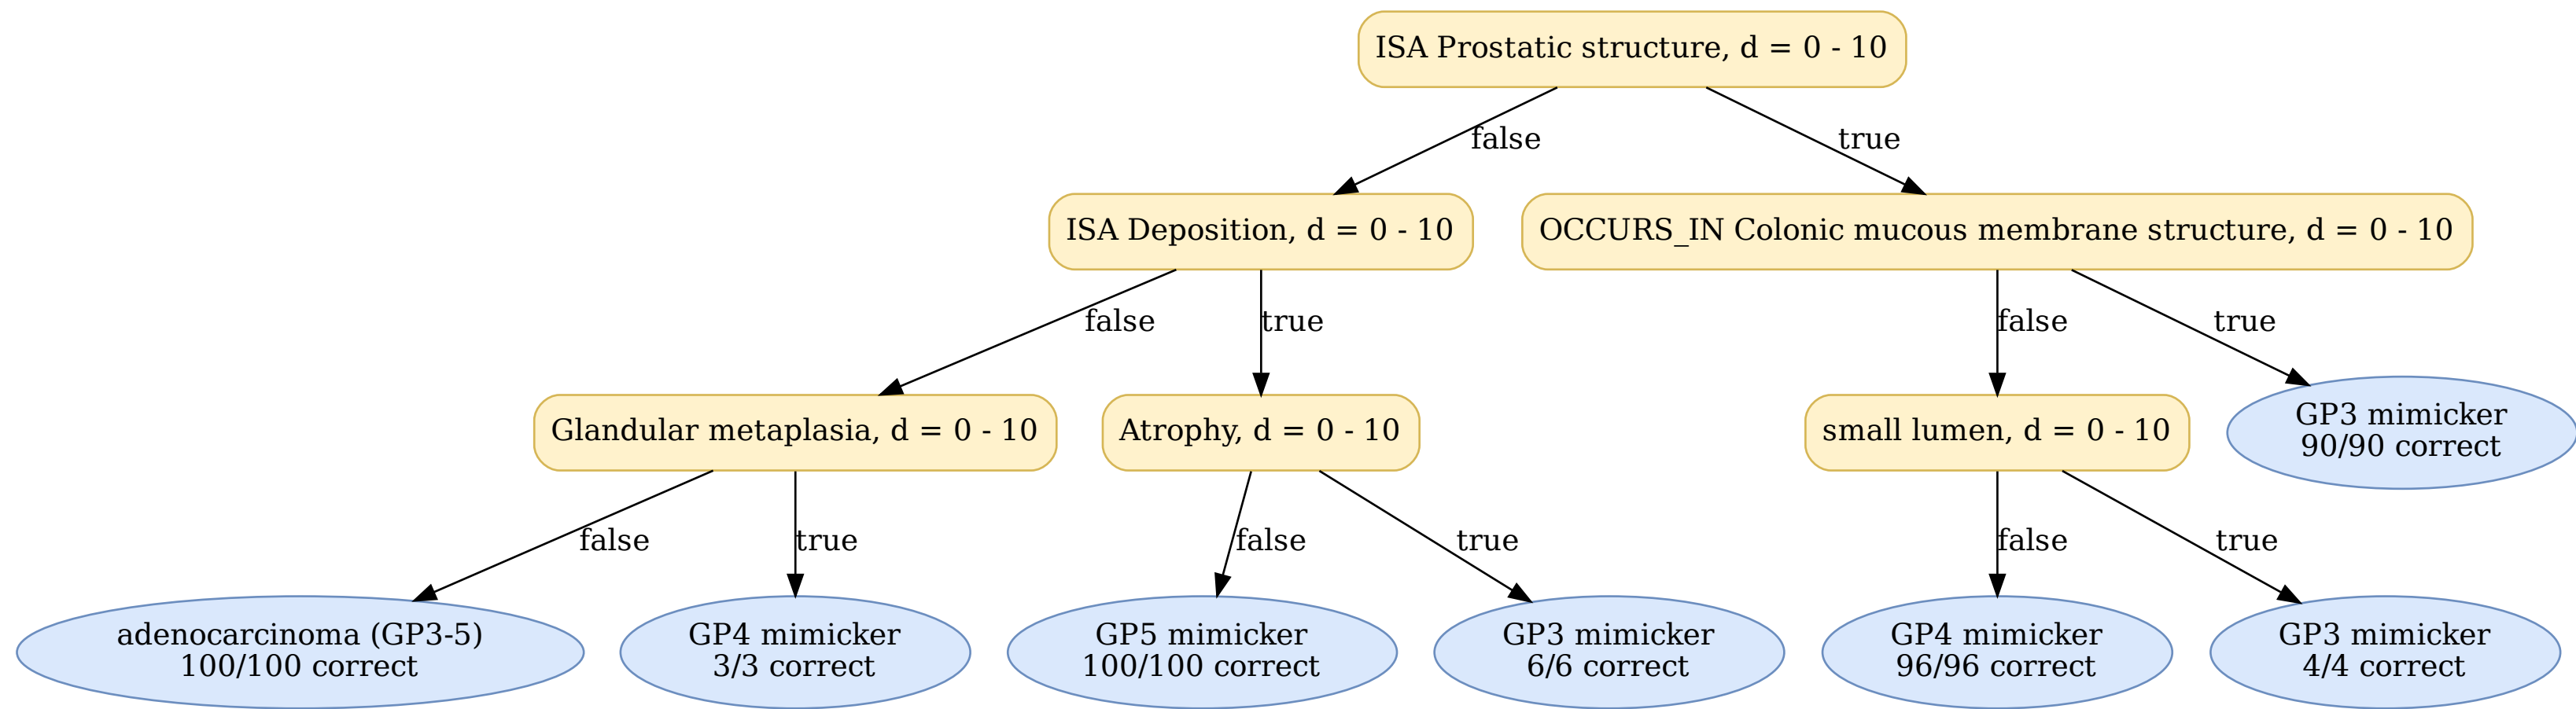 ISA Prostatic structure, d = 0 - 10
false
true
ISA Deposition, d = 0 - 10
OCCURS_IN Colonic mucous membrane structure, d = 0 - 10
false
true
false
true
Glandular metaplasia, d = 0 - 10
Atrophy, d = 0 - 10
small lumen, d = 0 - 10
GP3 mimicker
90/90 correct
false
true
false
true
false
true
adenocarcinoma (GP3-5)
100/100 correct
GP4 mimicker
3/3 correct
GP5 mimicker
100/100 correct
GP3 mimicker
6/6 correct
GP4 mimicker
96/96 correct
GP3 mimicker
4/4 correct